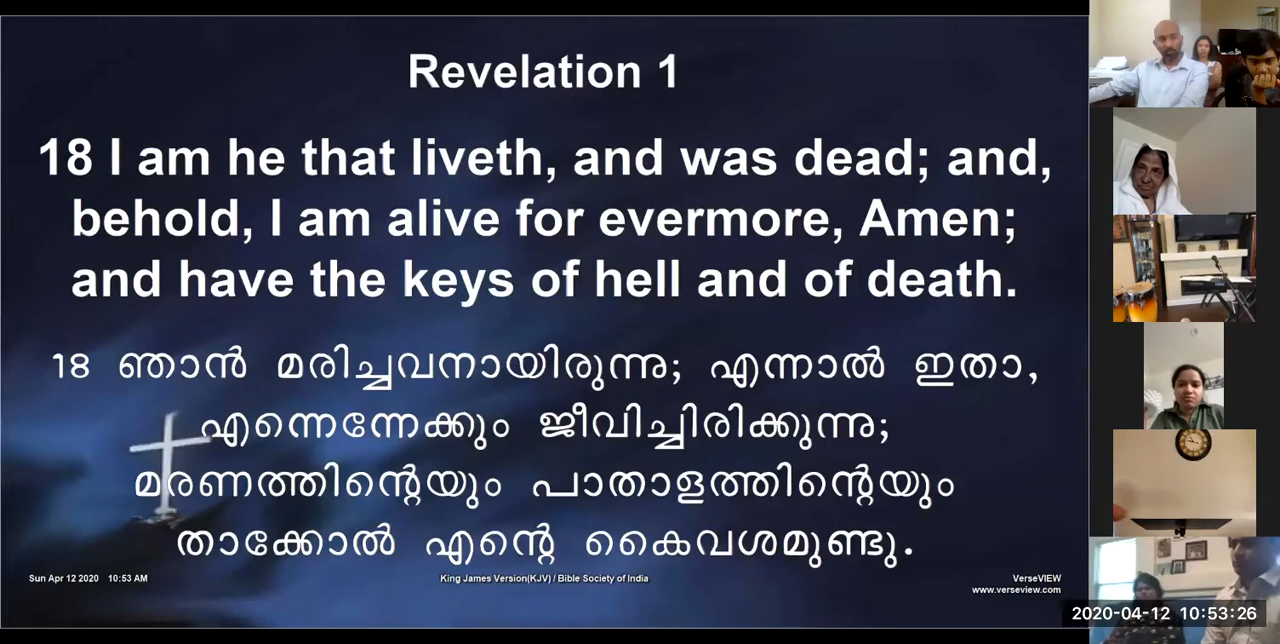 Revelation 1
18 I am he that liveth, and was dead; and,
behold, I am alive for evermore, Amen;
and have the keys of hell and of death.
18 ഞാൻ മരിച്ചവനായിരുന്നു; എന്നാൽ ഇതാ,
എന്നെന്നേക്കും ജീവിച്ചിരിക്കുന്നു;
മരണത്തിന്റെയും പാതാളത്തിന്റെയും
താക്കോൽ എന്റെ കൈവശമുണ്ടു.
Sun Apr 12 2020 10:53 AM
King James Version(KJV) / Bible Society of India
VerseVIEW
www.verseview.com
2020-04-12 10:53:26